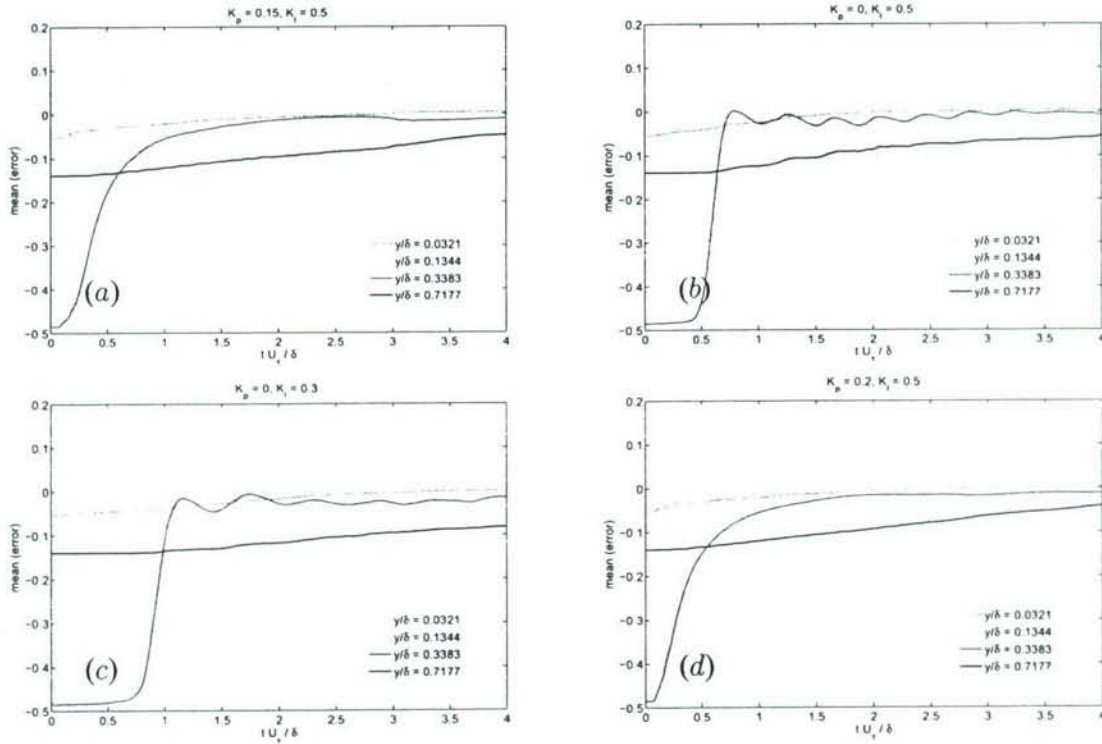 K_p = 0.15, K_I = 0.5
0.2
0.1
0
−0.1
−0.2
−0.3
−0.4
−0.5
mean (error)
y/δ = 0.0321
y/δ = 0.1344
y/δ = 0.3383
y/δ = 0.7177
(a)
0 0.5 1 1.5 2 2.5 3 3.5 4
t U_τ / δ
K_p = 0, K_I = 0.5
0.2
0.1
0
−0.1
−0.2
−0.3
−0.4
−0.5
mean (error)
y/δ = 0.0321
y/δ = 0.1344
y/δ = 0.3383
y/δ = 0.7177
(b)
0 0.5 1 1.5 2 2.5 3 3.5 4
t U_τ / δ
K_p = 0, K_I = 0.3
0.2
0.1
0
−0.1
−0.2
−0.3
−0.4
−0.5
mean (error)
y/δ = 0.0321
y/δ = 0.1344
y/δ = 0.3383
y/δ = 0.7177
(c)
0 0.5 1 1.5 2 2.5 3 3.5 4
t U_τ / δ
K_p = 0.2, K_I = 0.5
0.2
0.1
0
−0.1
−0.2
−0.3
−0.4
−0.5
mean (error)
y/δ = 0.0321
y/δ = 0.1344
y/δ = 0.3383
y/δ = 0.7177
(d)
0 0.5 1 1.5 2 2.5 3 3.5 4
t U_τ / δ